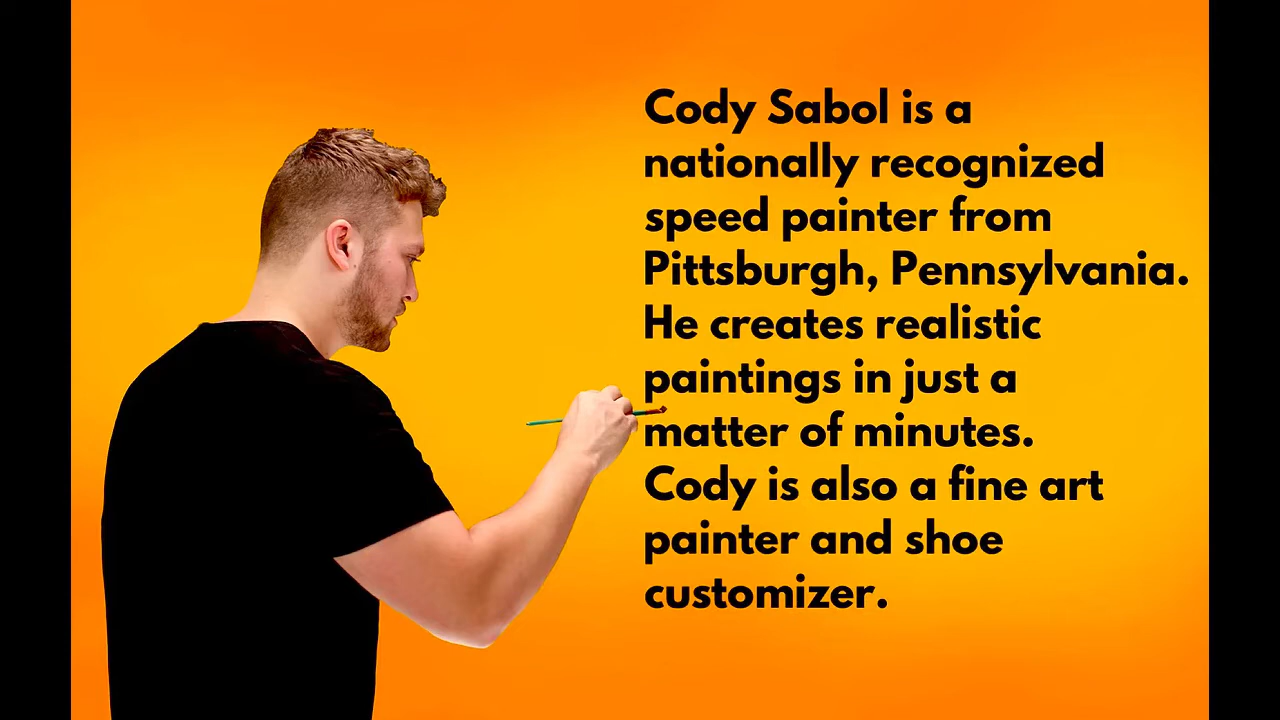 Cody Sabol is a
nationally recognized
speed painter from
Pittsburgh, Pennsylvania.
He creates realistic
paintings in just a
matter of minutes.
Cody is also a fine art
painter and shoe
customizer.